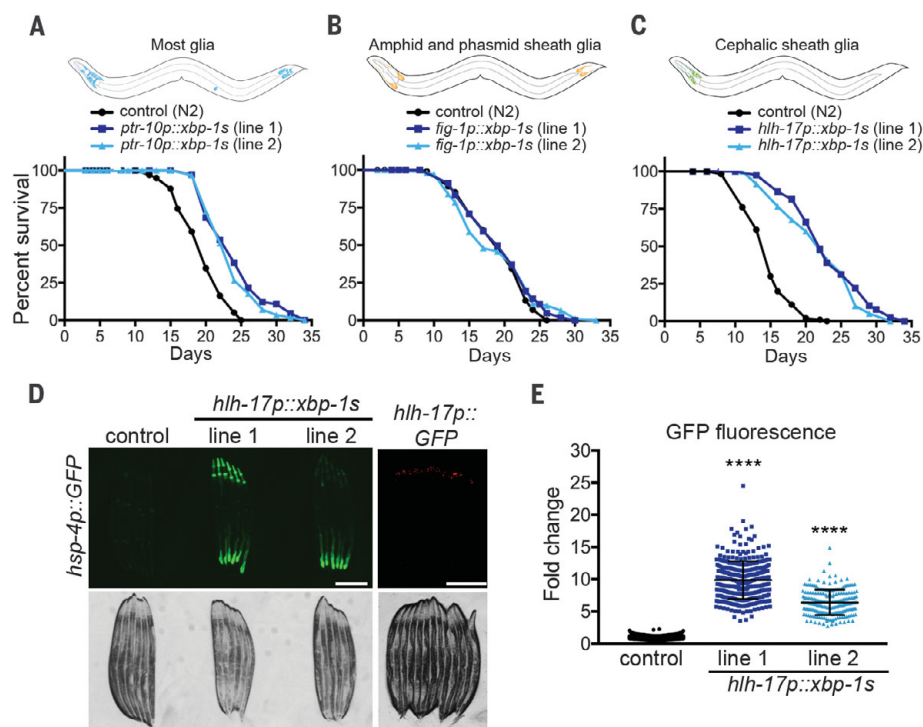 A
Most glia
control (N2)
ptr-10p::xbp-1s (line 1)
ptr-10p::xbp-1s (line 2)
Percent survival
100
75
50
25
0
0 5 10 15 20 25 30 35
Days
B
Amphid and phasmid sheath glia
control (N2)
fig-1p::xbp-1s (line 1)
fig-1p::xbp-1s (line 2)
100
75
50
25
0
0 5 10 15 20 25 30 35
Days
C
Cephalic sheath glia
control (N2)
hlh-17p::xbp-1s (line 1)
hlh-17p::xbp-1s (line 2)
100
75
50
25
0
0 5 10 15 20 25 30 35
Days
D
hlh-17p::xbp-1s
control line 1 line 2
hlh-17p::
GFP
hsp-4p::GFP
E
GFP fluorescence
Fold change
30
25
20
15
10
5
0
****
****
control line 1 line 2
hlh-17p::xbp-1s